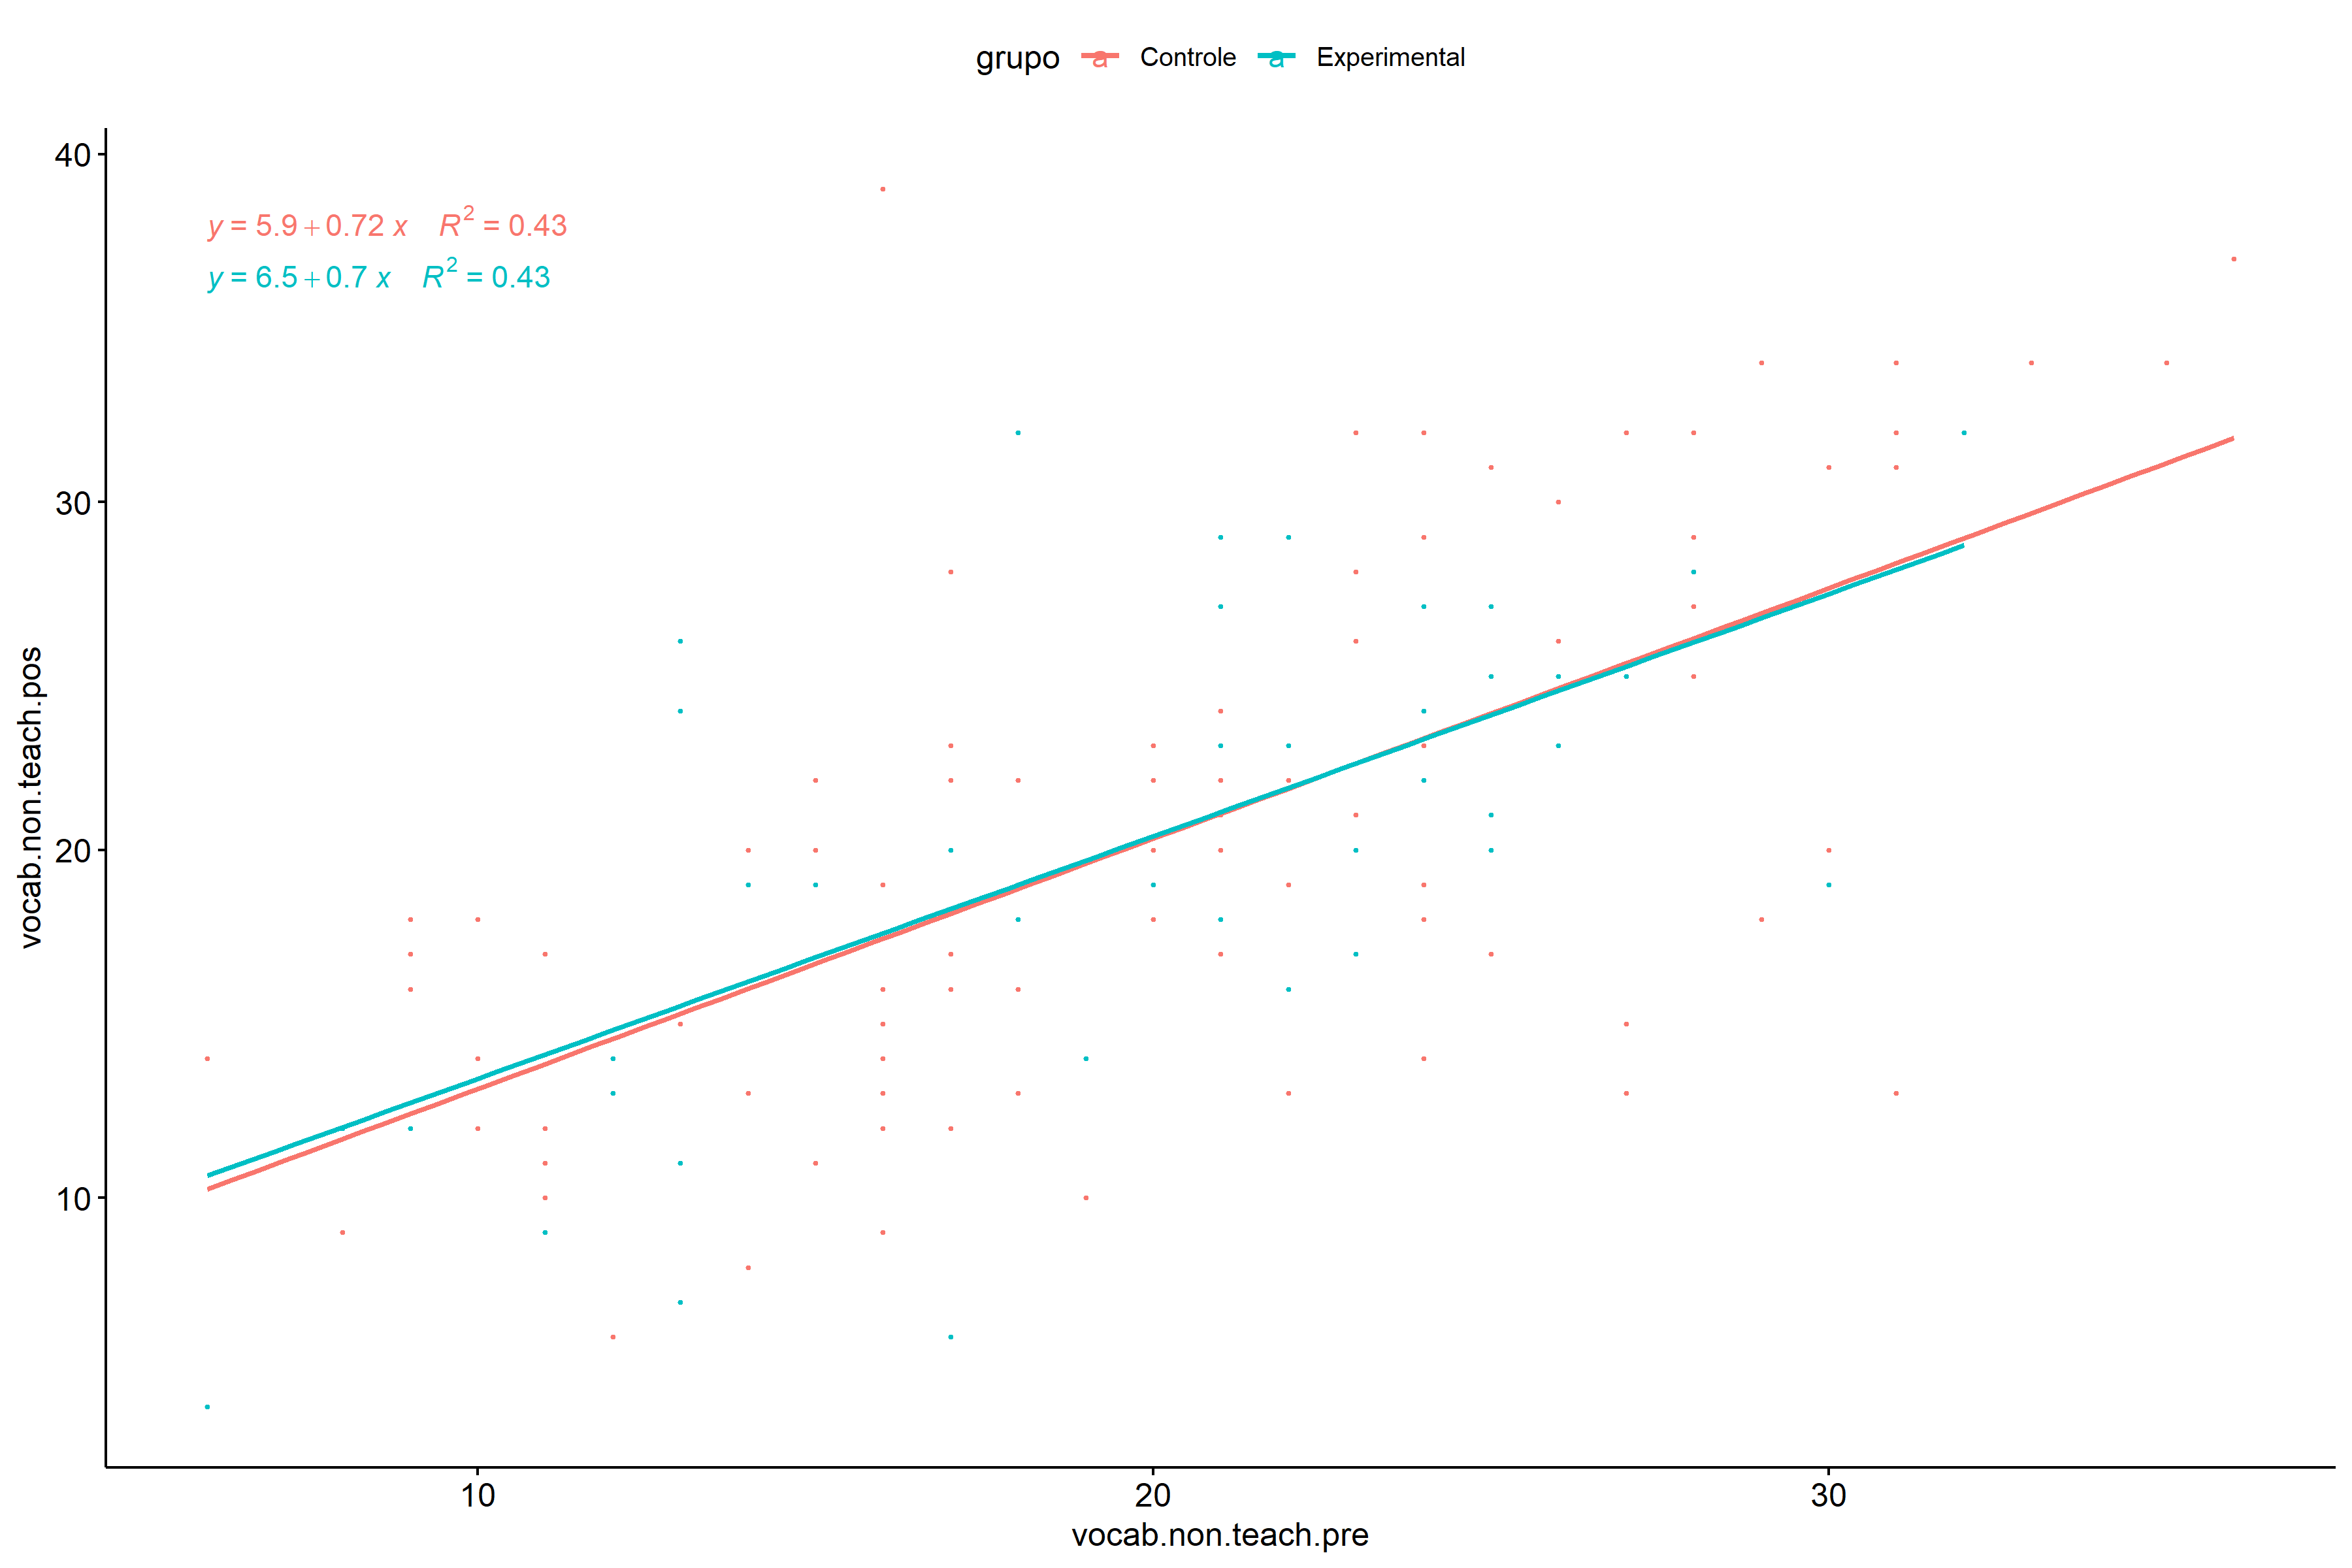 grupo a Controle a Experimental
40
y = 5.9 + 0.72 x R² = 0.43
y = 6.5 + 0.7 x R² = 0.43
30
20
10
vocab.non.teach.pos
10 20 30
vocab.non.teach.pre